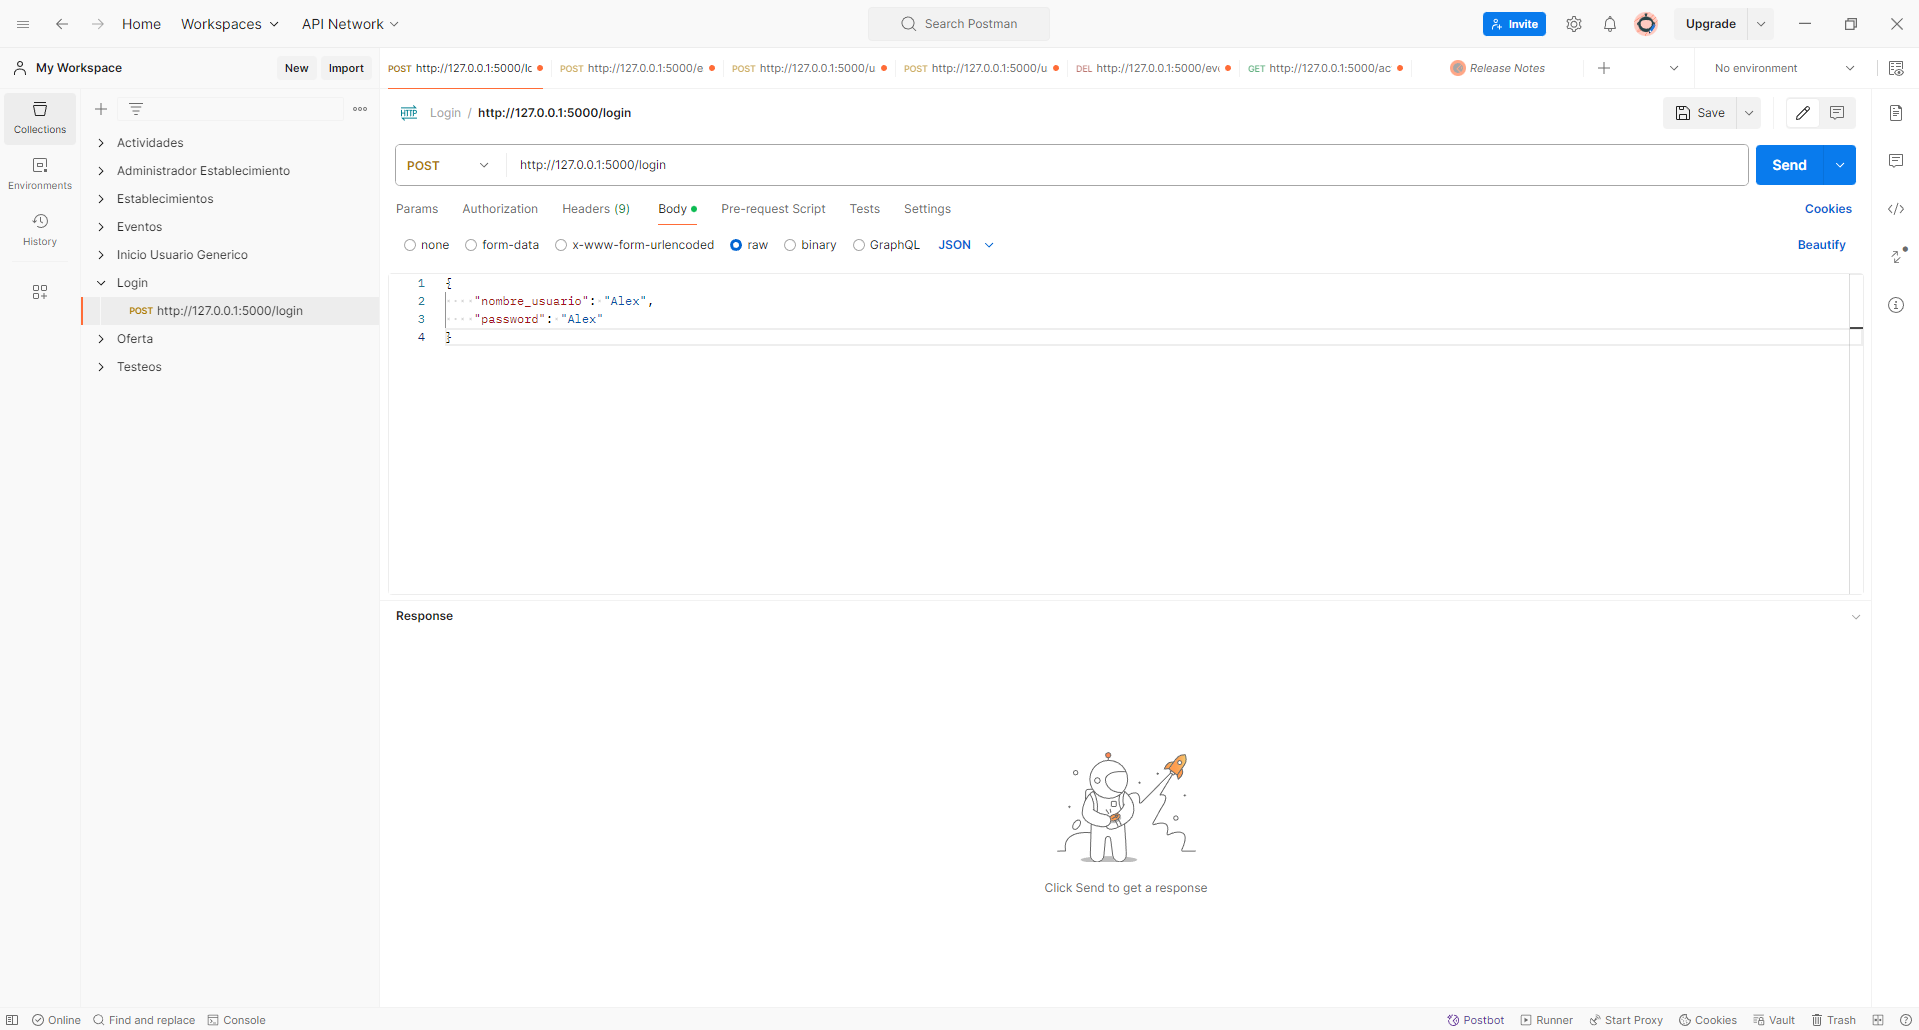 Home Workspaces API Network Search Postman Invite Upgrade
My Workspace New Import POST http://127.0.0.1:5000/lc POST http://127.0.0.1:5000/e POST http://127.0.0.1:5000/u POST http://127.0.0.1:5000/u DEL http://127.0.0.1:5000/eve GET http://127.0.0.1:5000/ac Release Notes No environment
Collections
Environments
History
Actividades
Administrador Establecimiento
Establecimientos
Eventos
Inicio Usuario Generico
Login
POST http://127.0.0.1:5000/login
Oferta
Testeos
HTTP Login / http://127.0.0.1:5000/login Save
POST http://127.0.0.1:5000/login Send
Params Authorization Headers (9) Body Pre-request Script Tests Settings Cookies
none form-data x-www-form-urlencoded raw binary GraphQL JSON Beautify
1 {
2 "nombre_usuario": "Alex",
3 "password": "Alex"
4 }
Response
Click Send to get a response
Online Find and replace Console Postbot Runner Start Proxy Cookies Vault Trash